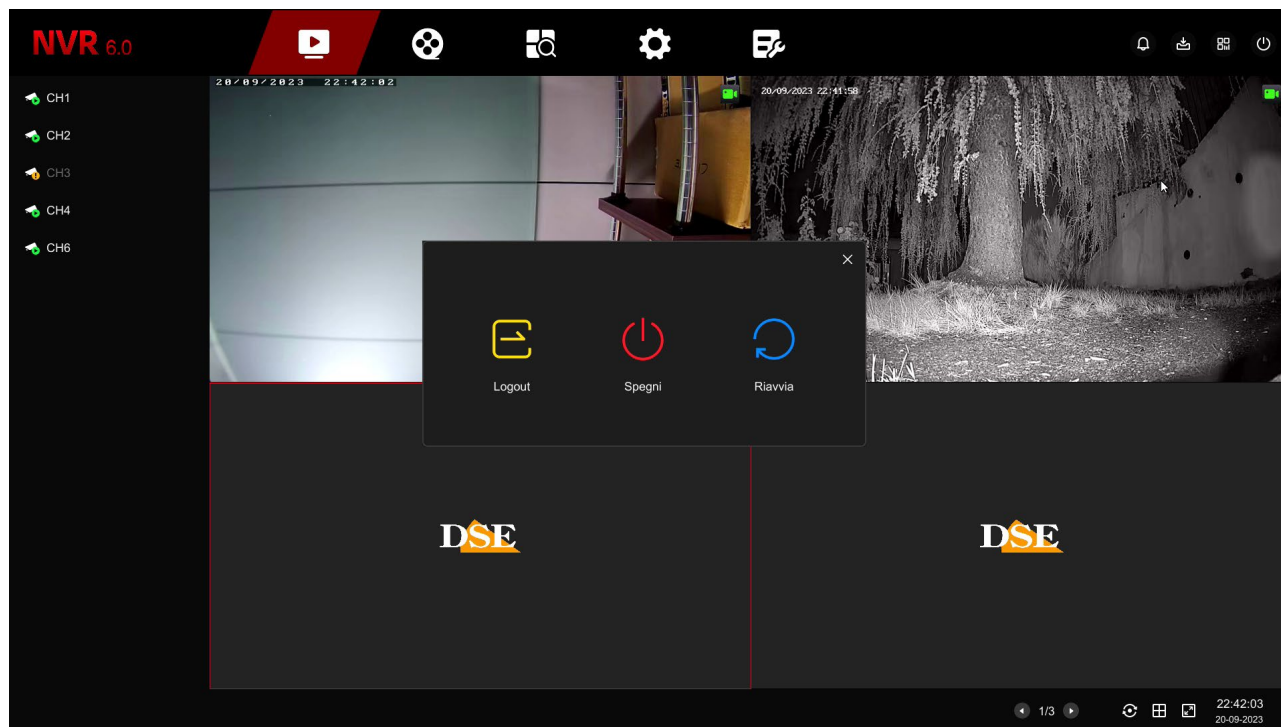 NVR 6.0
CH1
CH2
CH3
CH4
CH6
20/09/2023 22:42:02
20/09/2023 22:41:58
Logout
Spegni
Riavvia
DSE
DSE
1/3
22:42:03
20-09-2023